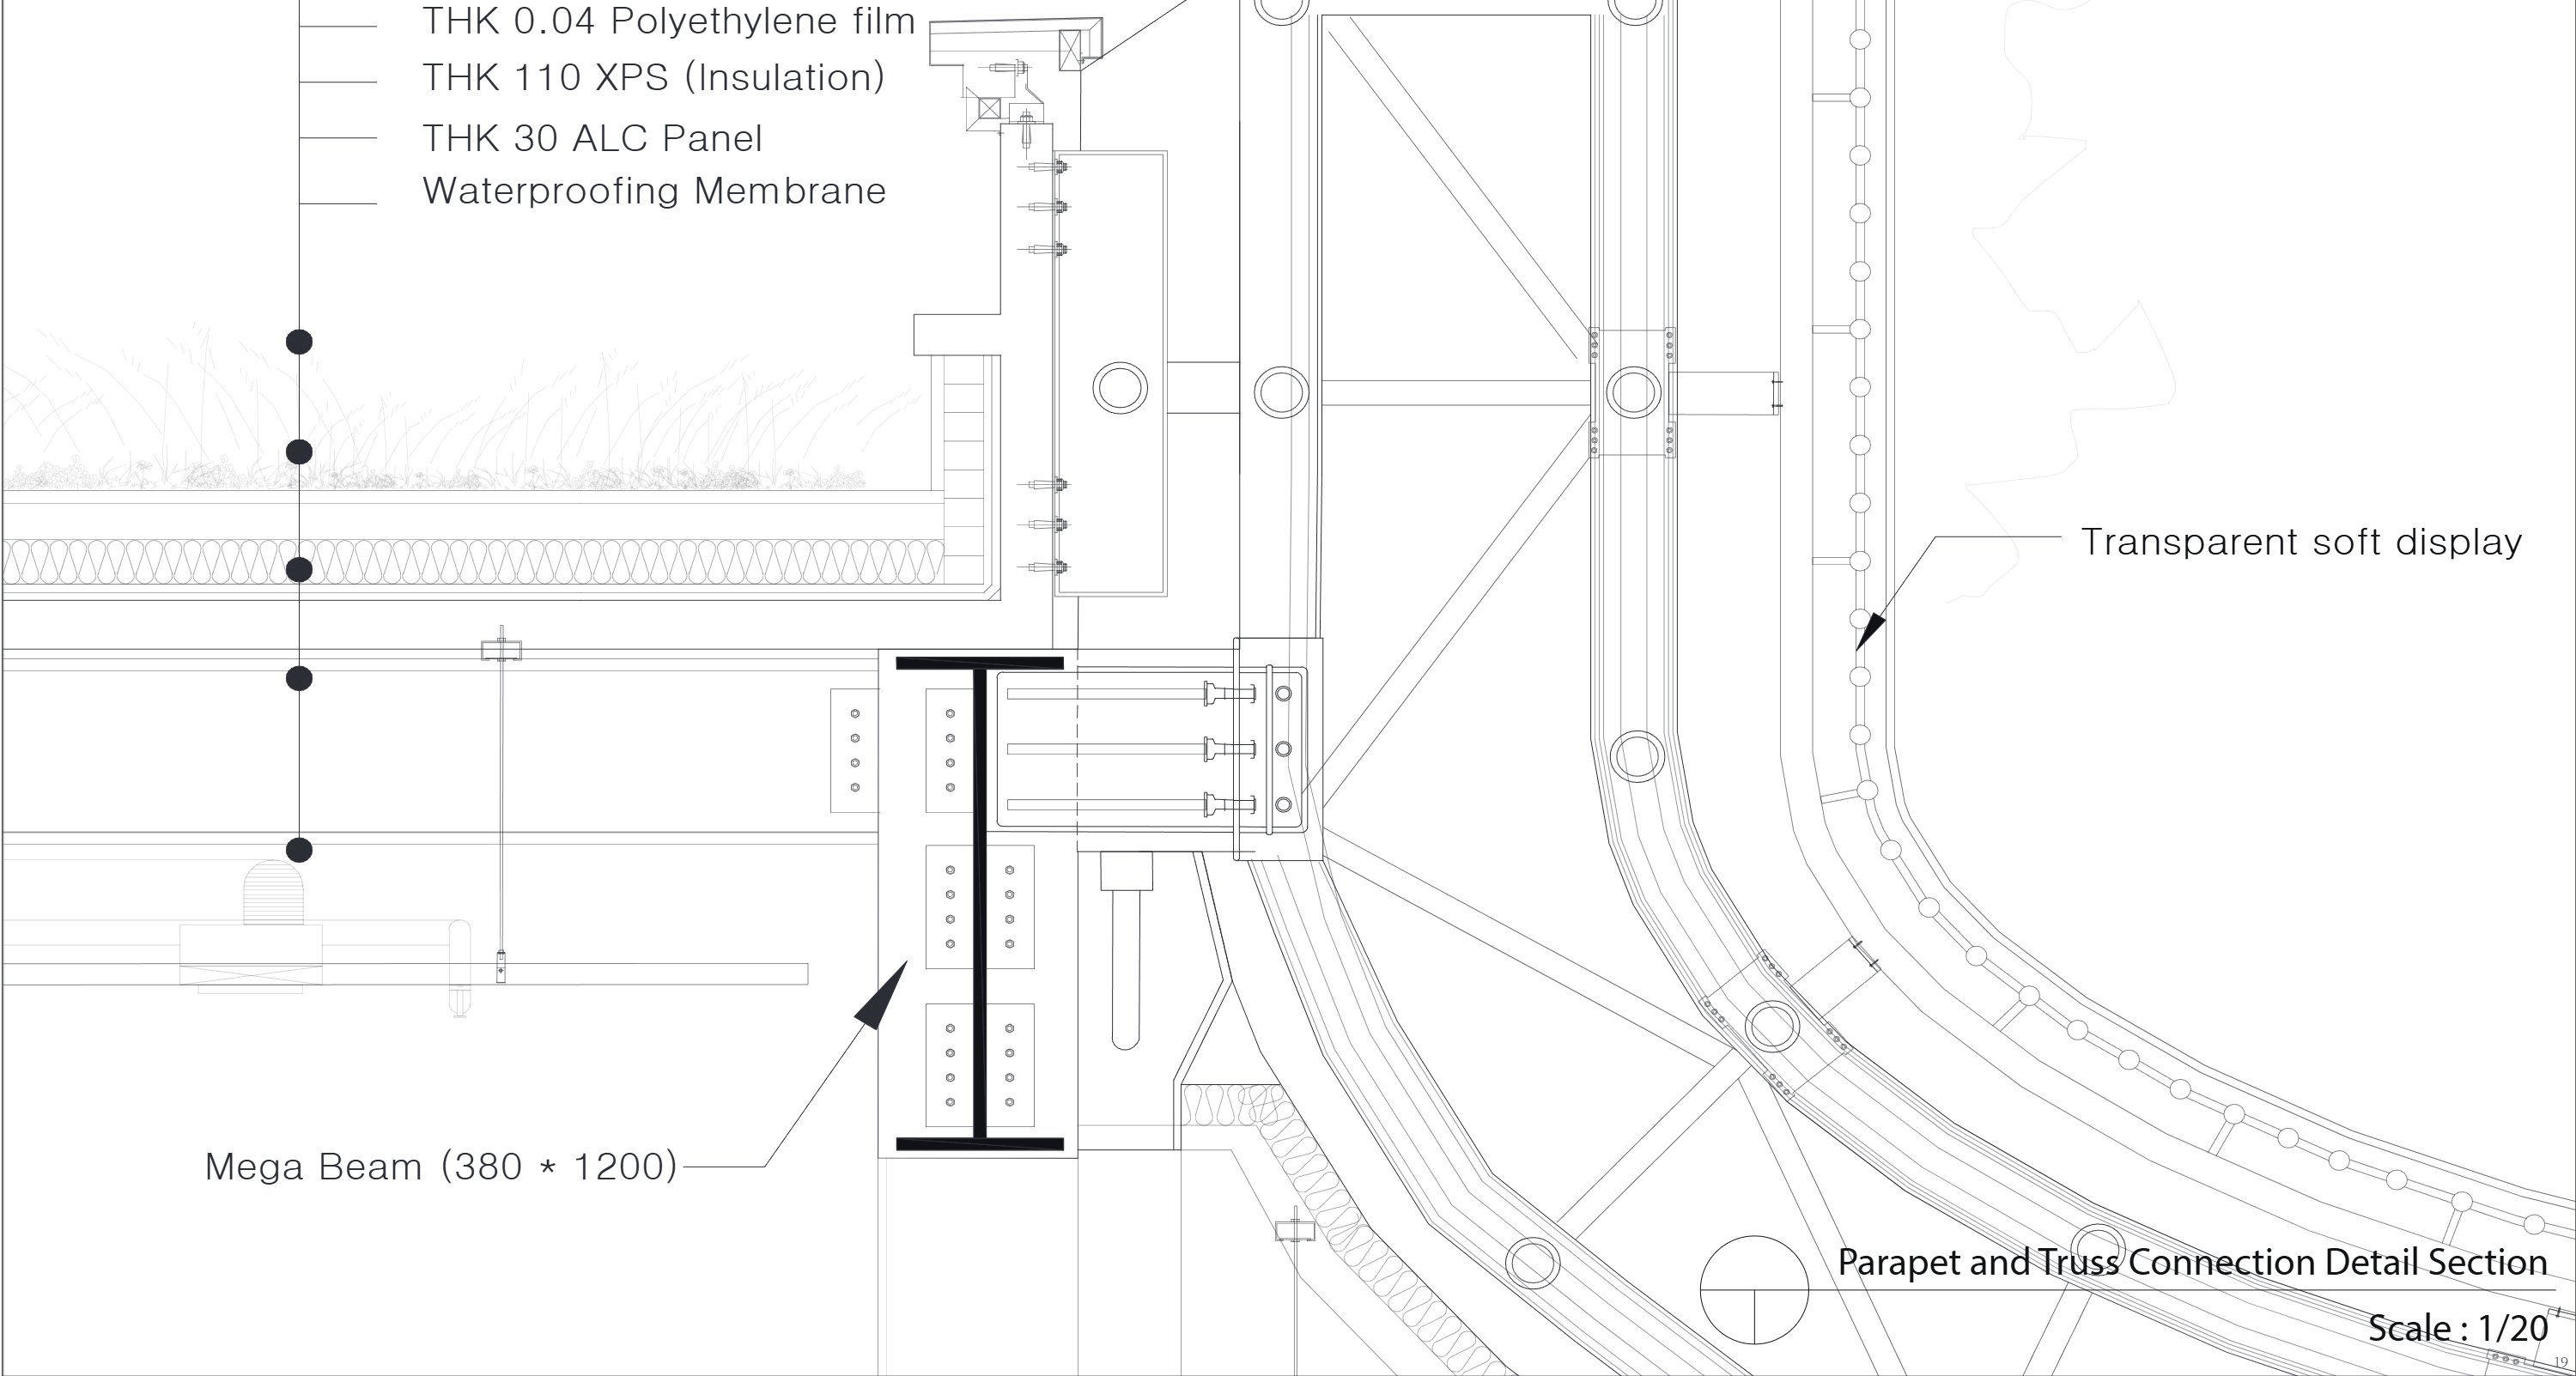 THK 0.04 Polyethylene film
THK 110 XPS (Insulation)
THK 30 ALC Panel
Waterproofing Membrane
Transparent soft display
Mega Beam (380 * 1200)
Parapet and Truss Connection Detail Section
Scale : 1/20
19